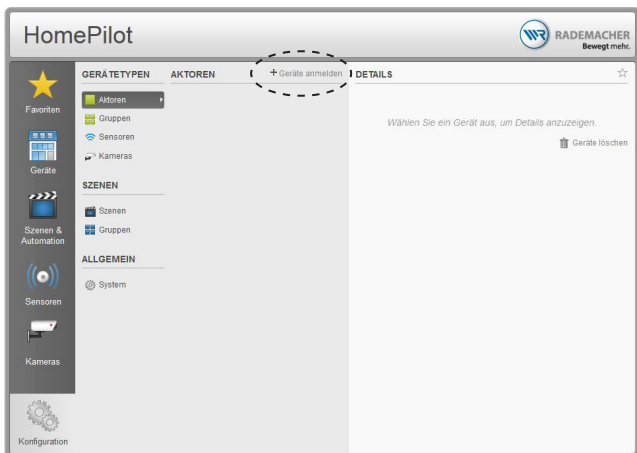 HomePilot
WR RADEMACHER
Bewegt mehr.
Favoriten
Geräte
Szenen &
Automation
Sensoren
Kameras
Konfiguration
GERÄTETYPEN
Aktoren
Gruppen
Sensoren
Kameras
SZENEN
Szenen
Gruppen
ALLGEMEIN
System
AKTOREN
+ Geräte anmelden
DETAILS
Wählen Sie ein Gerät aus, um Details anzuzeigen.
Geräte löschen